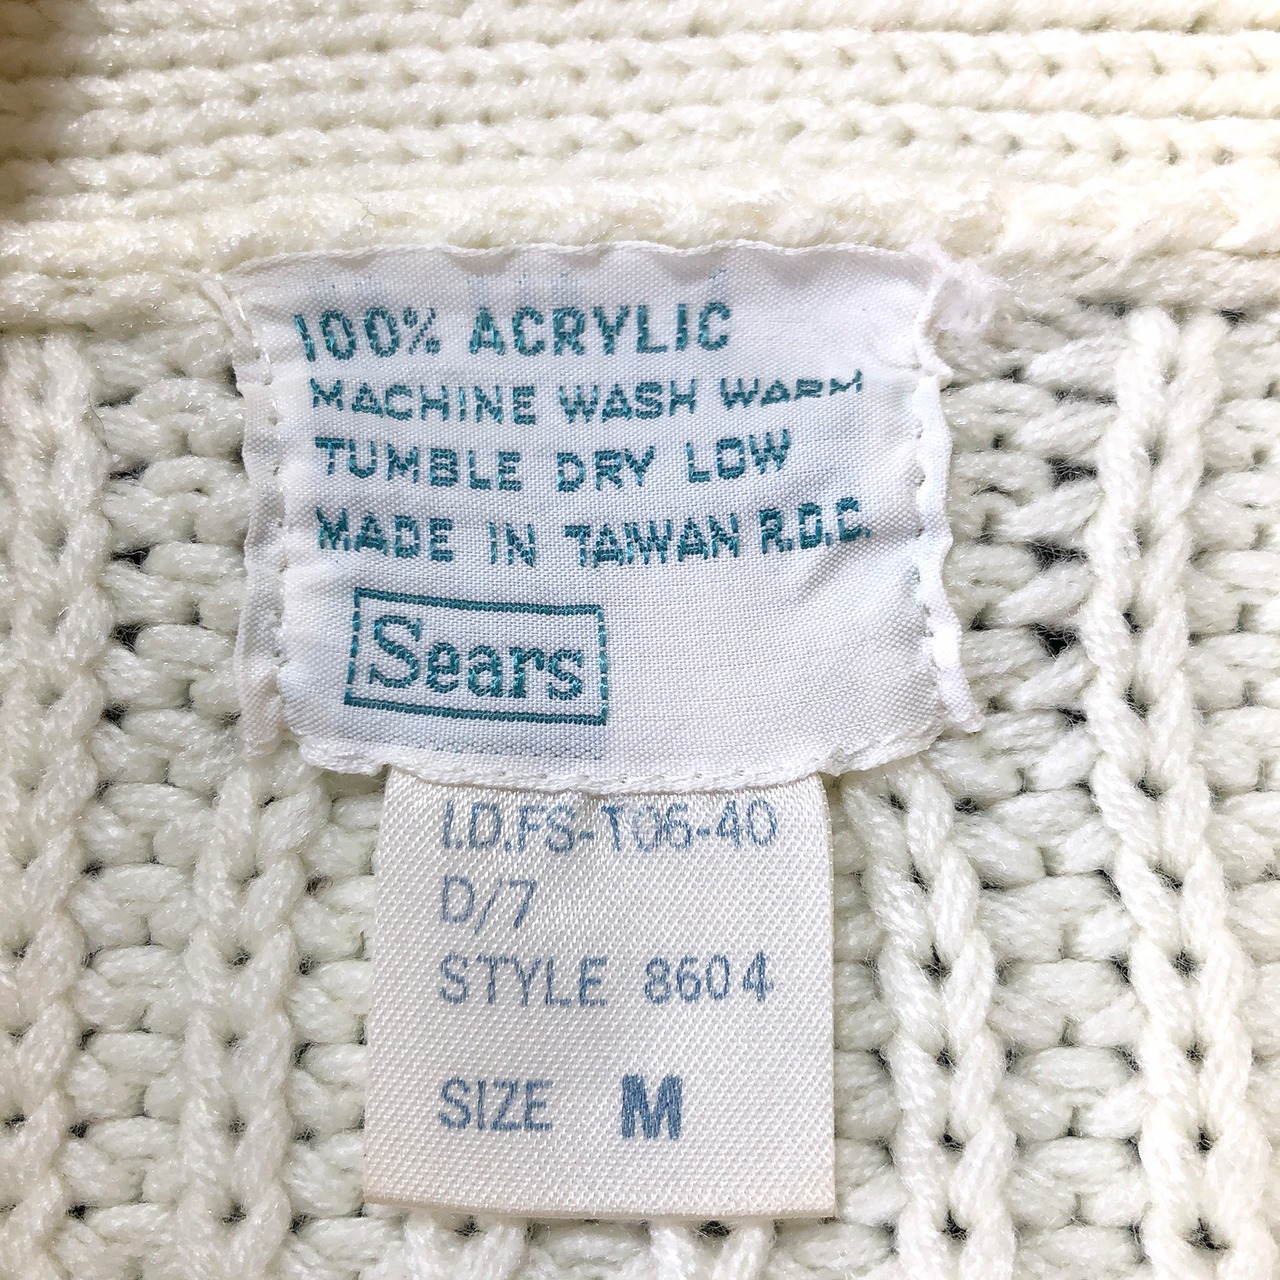 100% ACRYLIC
MACHINE WASH WARM
TUMBLE DRY LOW
MADE IN TAIWAN R.O.C.
Sears
I.D.FS-T06-40
D/7
STYLE 8604
SIZE M